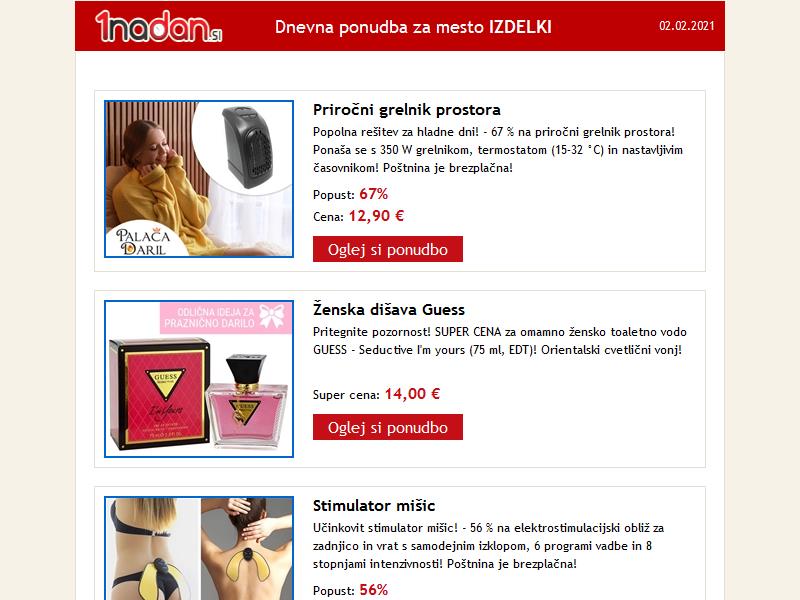 1nadan.si
Dnevna ponudba za mesto IZDELKI
02.02.2021
Priročni grelnik prostora
Popolna rešitev za hladne dni! - 67 % na priročni grelnik prostora!
Ponaša se s 350 W grelnikom, termostatom (15-32 °C) in nastavljivim
časovnikom! Poštnina je brezplačna!
Popust: 67%
Cena: 12,90 €
Oglej si ponudbo
PALAČA
DARIL
Ženska dišava Guess
Pritegnite pozornost! SUPER CENA za omamno žensko toaletno vodo
GUESS - Seductive I'm yours (75 ml, EDT)! Orientalski cvetlični vonj!
Super cena: 14,00 €
Oglej si ponudbo
ODLIČNA IDEJA ZA
PRAZNIČNO DARILO
GUESS
I'm Yours
GUESS
Stimulator mišic
Učinkovit stimulator mišic! - 56 % na elektrostimulacijski obliž za
zadnjico in vrat s samodejnim izklopom, 6 programi vadbe in 8
stopnjami intenzivnosti! Poštnina je brezplačna!
Popust: 56%